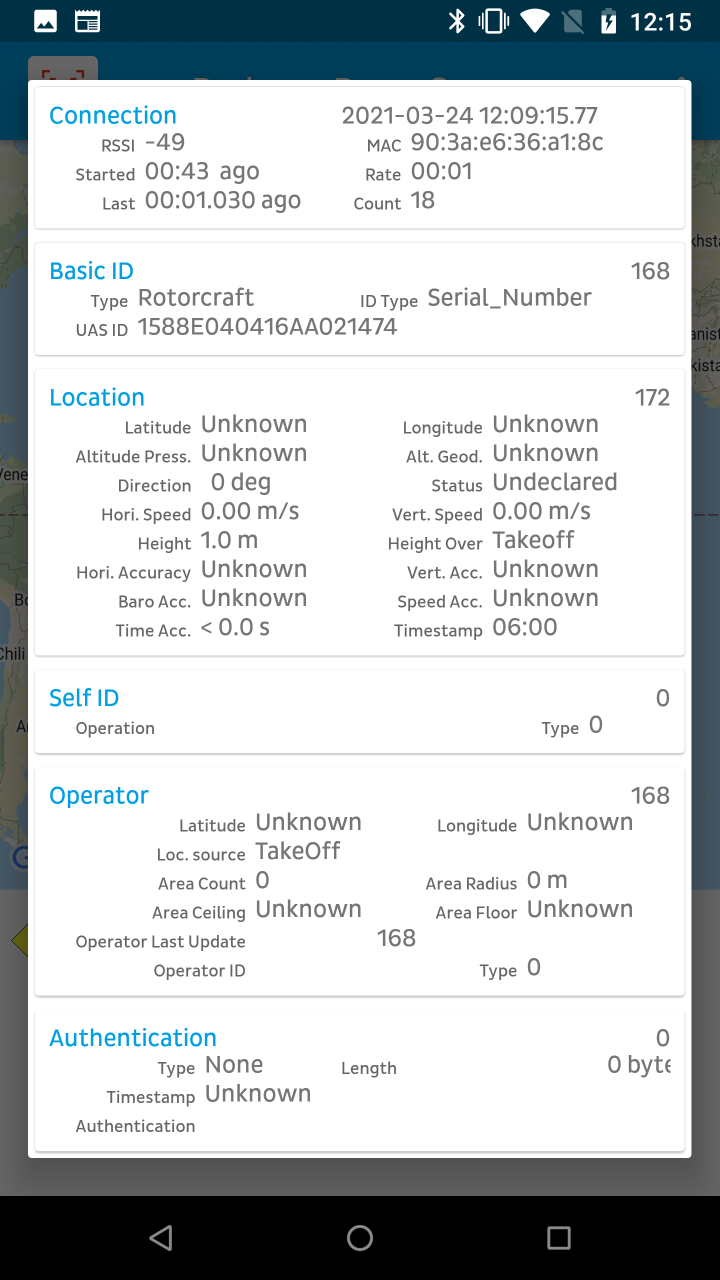 12:15
Connection 2021-03-24 12:09:15.77
RSSI -49 MAC 90:3a:e6:36:a1:8c
Started 00:43 ago Rate 00:01
Last 00:01.030 ago Count 18
Basic ID 168
Type Rotorcraft ID Type Serial_Number
UAS ID 1588E040416AA021474
Location 172
Latitude Unknown Longitude Unknown
Altitude Press. Unknown Alt. Geod. Unknown
Direction 0 deg Status Undeclared
Hori. Speed 0.00 m/s Vert. Speed 0.00 m/s
Height 1.0 m Height Over Takeoff
Hori. Accuracy Unknown Vert. Acc. Unknown
Baro Acc. Unknown Speed Acc. Unknown
Time Acc. < 0.0 s Timestamp 06:00
Self ID 0
Operation Type 0
Operator 168
Latitude Unknown Longitude Unknown
Loc. source TakeOff
Area Count 0 Area Radius 0 m
Area Ceiling Unknown Area Floor Unknown
Operator Last Update 168
Operator ID Type 0
Authentication 0
Type None Length 0 byte
Timestamp Unknown
Authentication